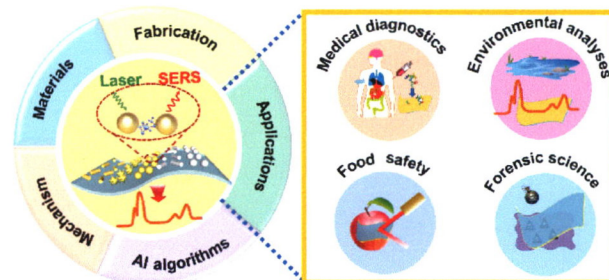 Fabrication
Materials
Laser
SERS
Applications
Mechanism
AI algorithms
Medical diagnostics
Environmental analyses
Food safety
Forensic science